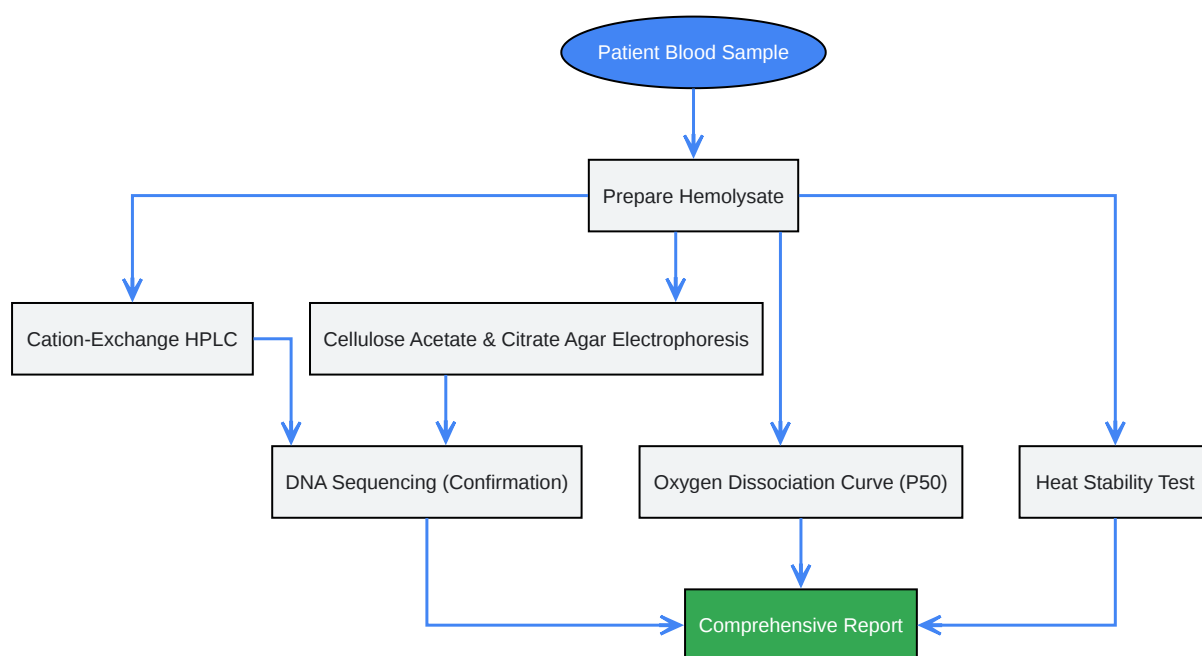 Patient Blood Sample
Prepare Hemolysate
Cation-Exchange HPLC
Cellulose Acetate & Citrate Agar Electrophoresis
DNA Sequencing (Confirmation)
Oxygen Dissociation Curve (P50)
Heat Stability Test
Comprehensive Report